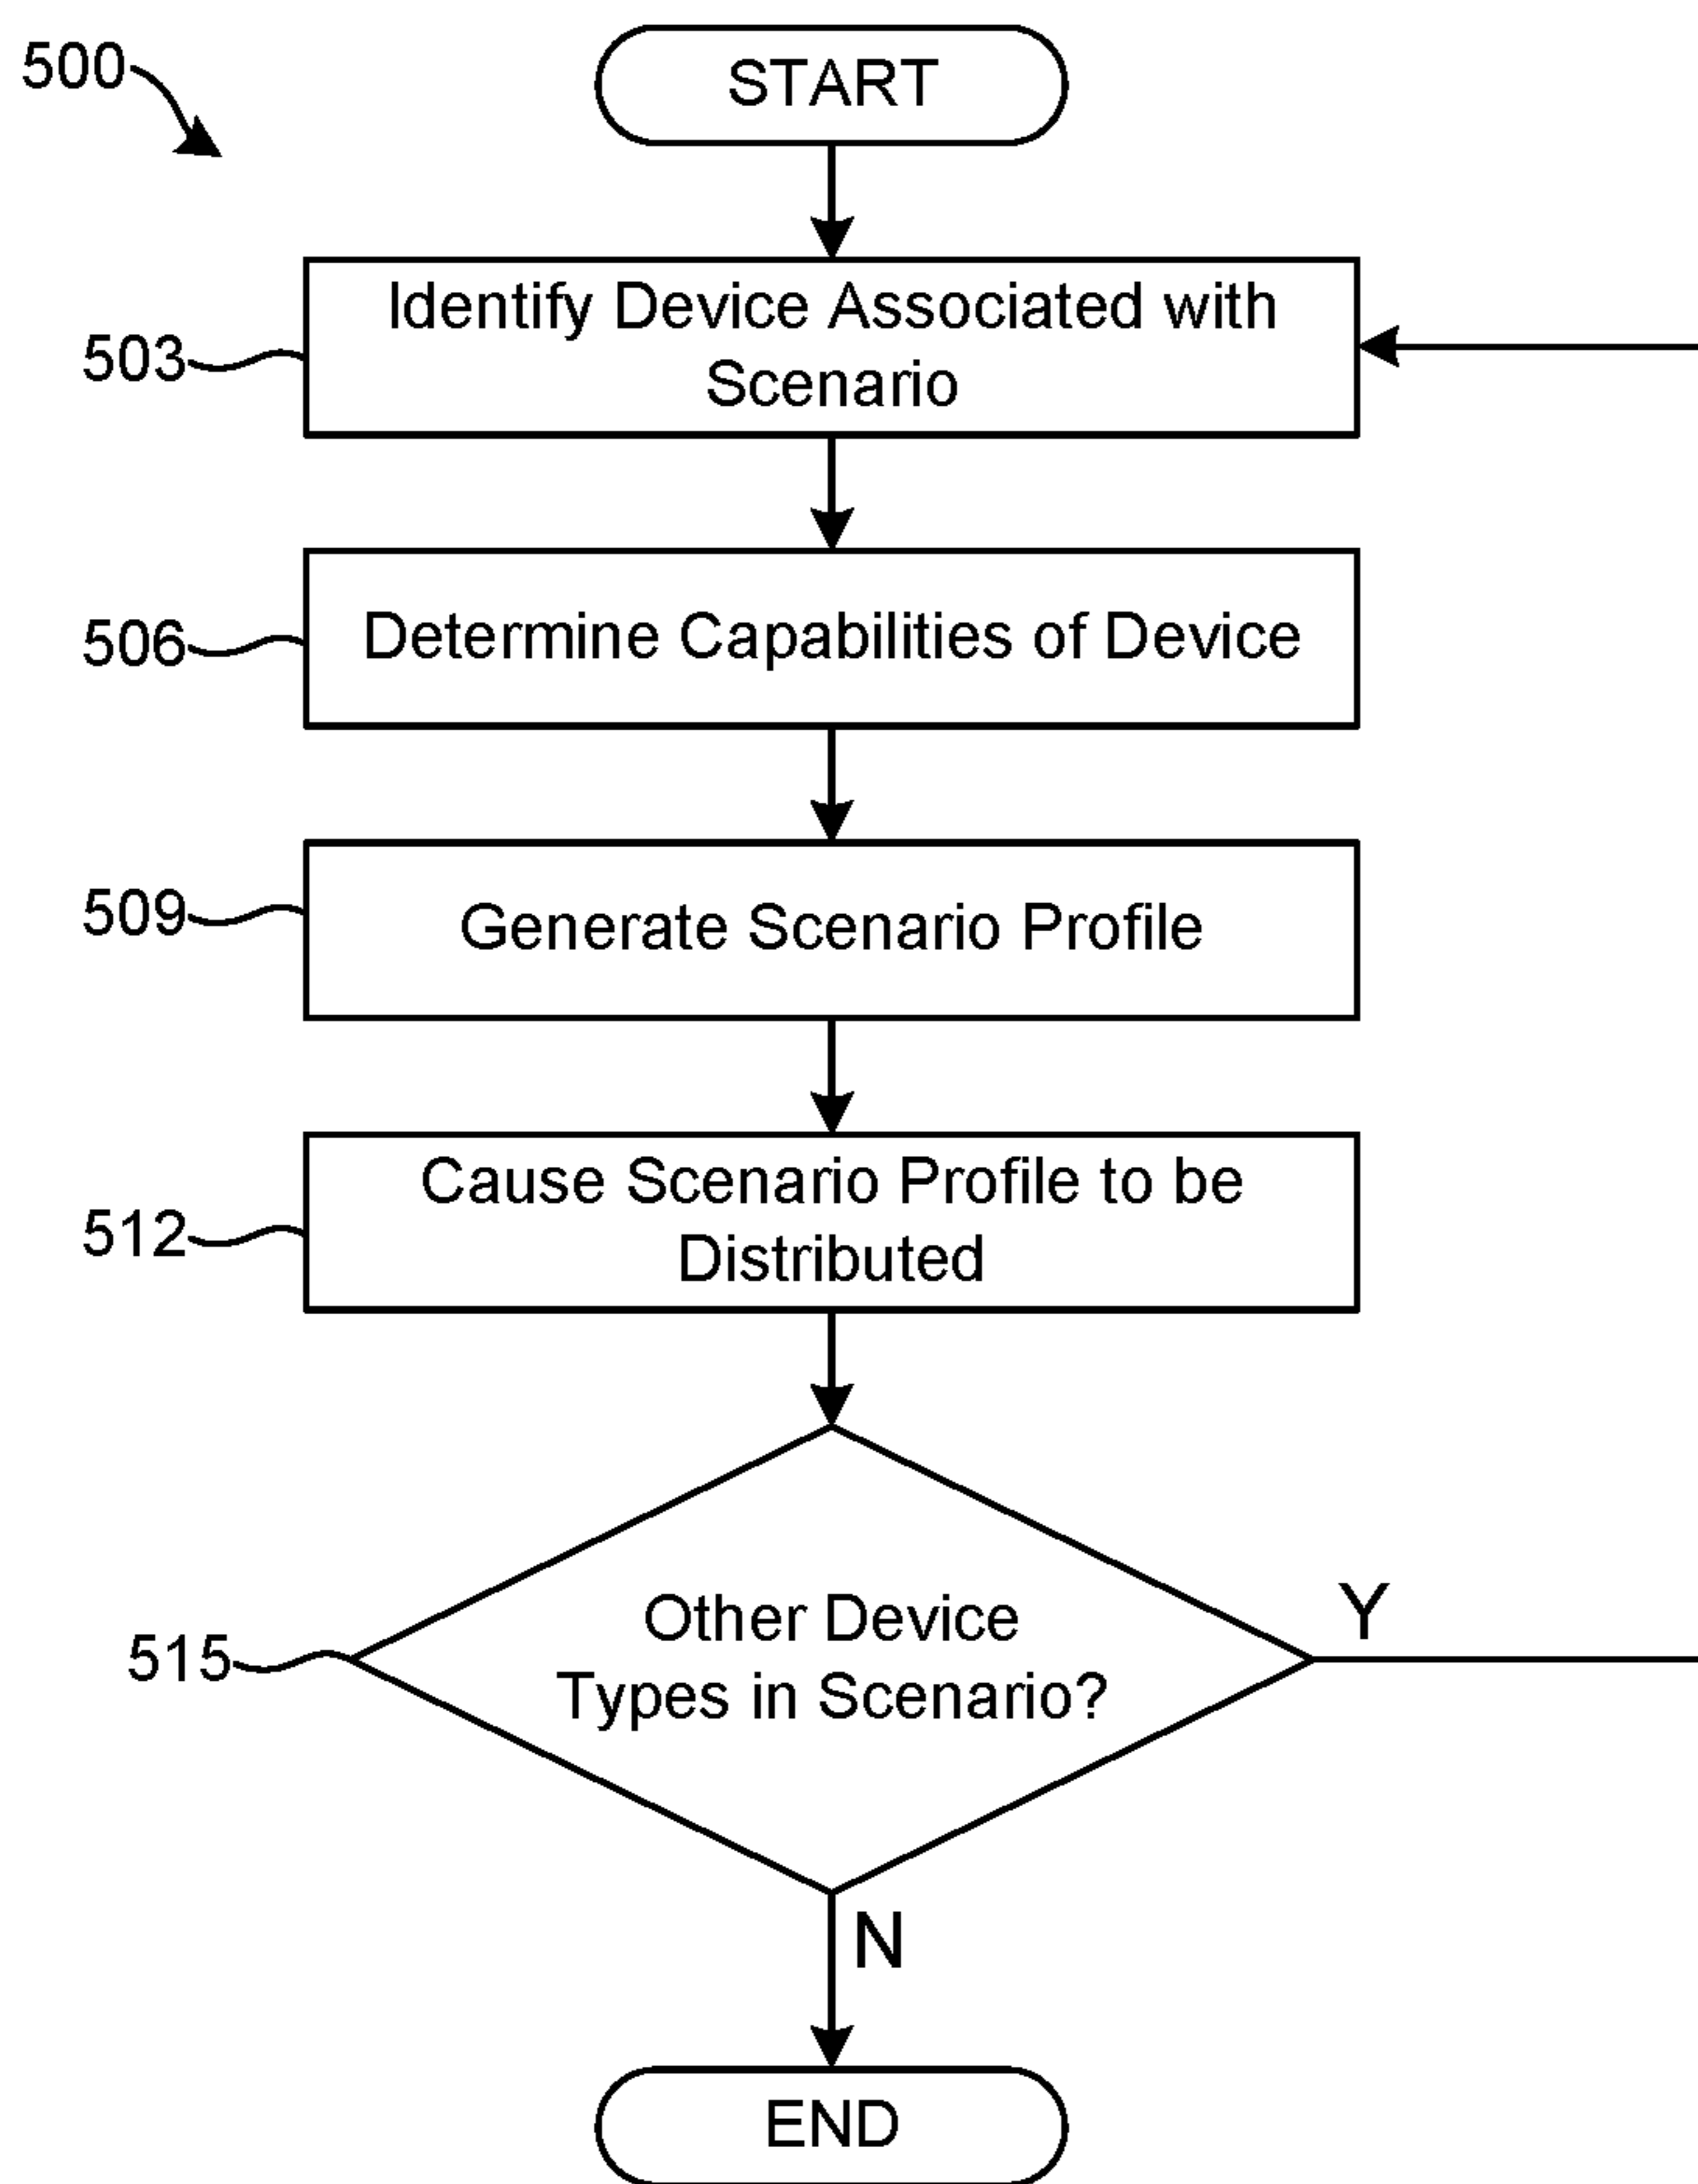 500
START
503
Identify Device Associated with
Scenario
506
Determine Capabilities of Device
509
Generate Scenario Profile
512
Cause Scenario Profile to be
Distributed
515
Other Device
Types in Scenario?
Y
N
END